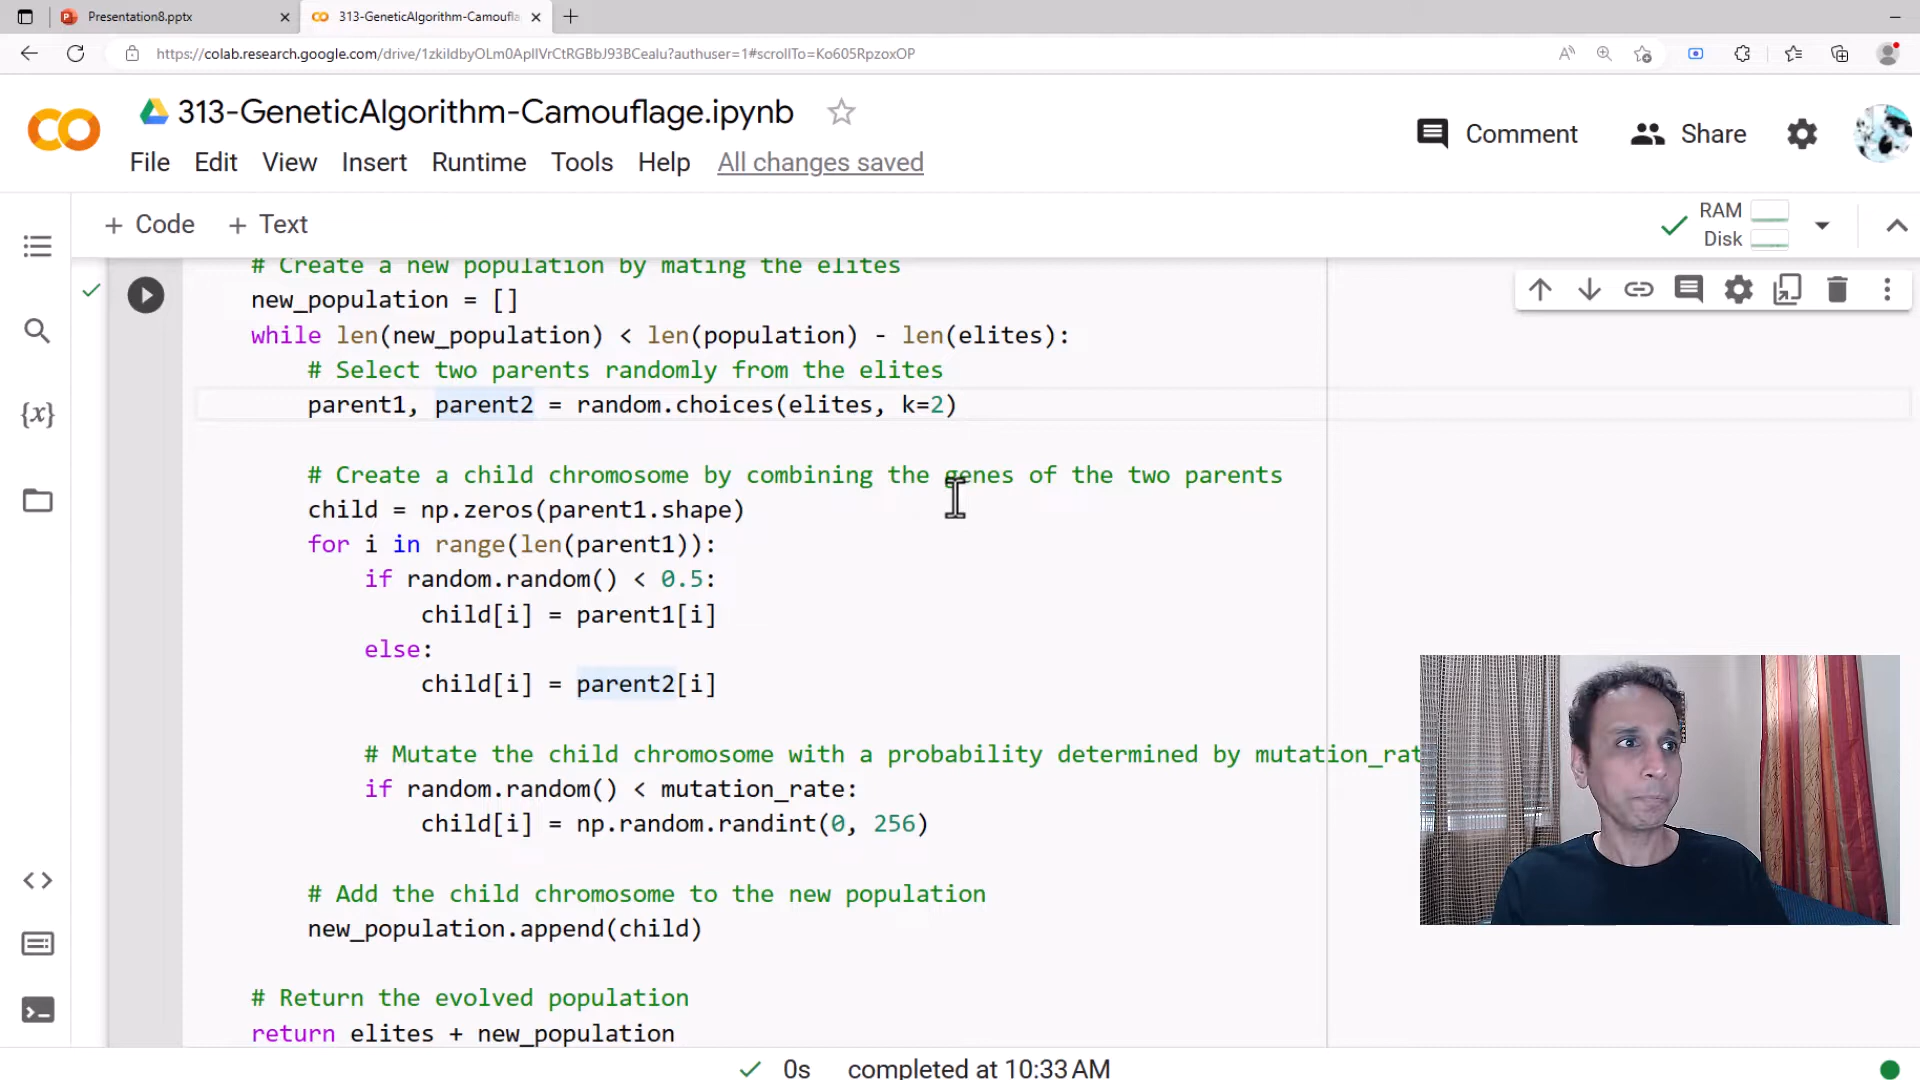 Presentation8.pptx
313-GeneticAlgorithm-Camoufla
https://colab.research.google.com/drive/1zkildbyOLm0ApIlVrCtRGBbJ93BCealu?authuser=1#scrollTo=Ko605RpzoxOP
313-GeneticAlgorithm-Camouflage.ipynb
Comment
Share
File Edit View Insert Runtime Tools Help All changes saved
+ Code + Text
RAM
Disk
# Create a new population by mating the elites
new_population = []
while len(new_population) < len(population) - len(elites):
# Select two parents randomly from the elites
parent1, parent2 = random.choices(elites, k=2)
# Create a child chromosome by combining the genes of the two parents
child = np.zeros(parent1.shape)
for i in range(len(parent1)):
if random.random() < 0.5:
child[i] = parent1[i]
else:
child[i] = parent2[i]
# Mutate the child chromosome with a probability determined by mutation_rat
if random.random() < mutation_rate:
child[i] = np.random.randint(0, 256)
# Add the child chromosome to the new population
new_population.append(child)
# Return the evolved population
return elites + new_population
0s completed at 10:33 AM